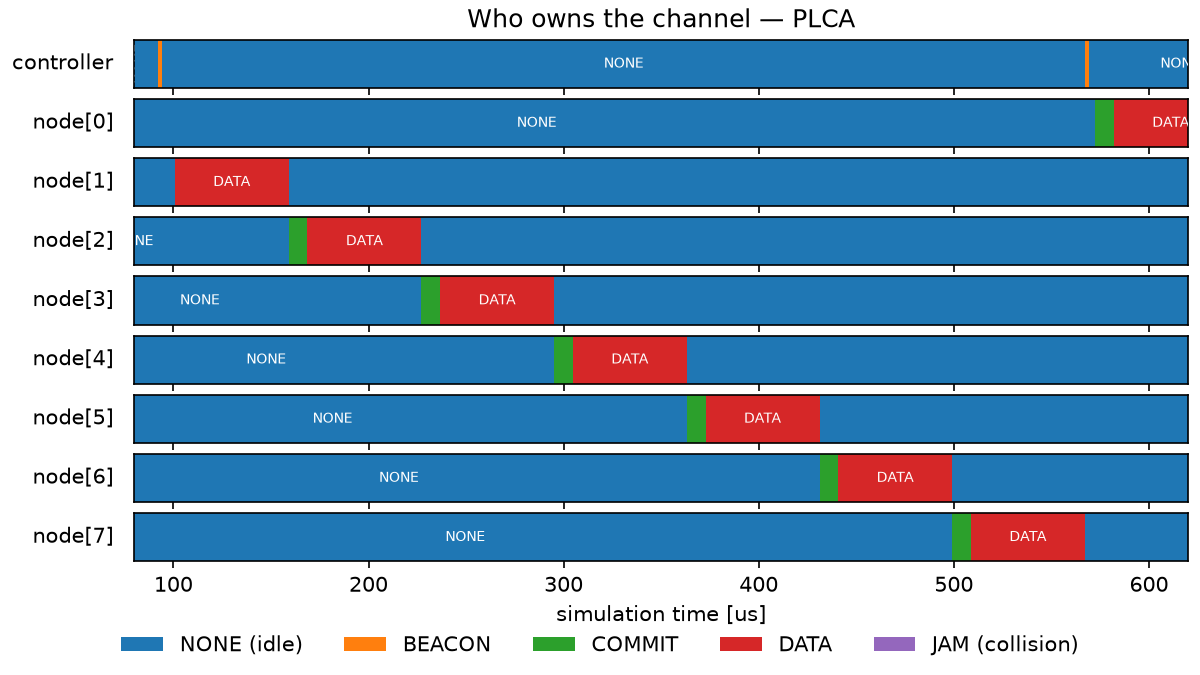 Who owns the channel — PLCA
controller
NONE
NON
node[0]
NONE
DATA
node[1]
DATA
node[2]
NE
DATA
node[3]
NONE
DATA
node[4]
NONE
DATA
node[5]
NONE
DATA
node[6]
NONE
DATA
node[7]
NONE
DATA
100 200 300 400 500 600
simulation time [us]
NONE (idle) BEACON COMMIT DATA JAM (collision)